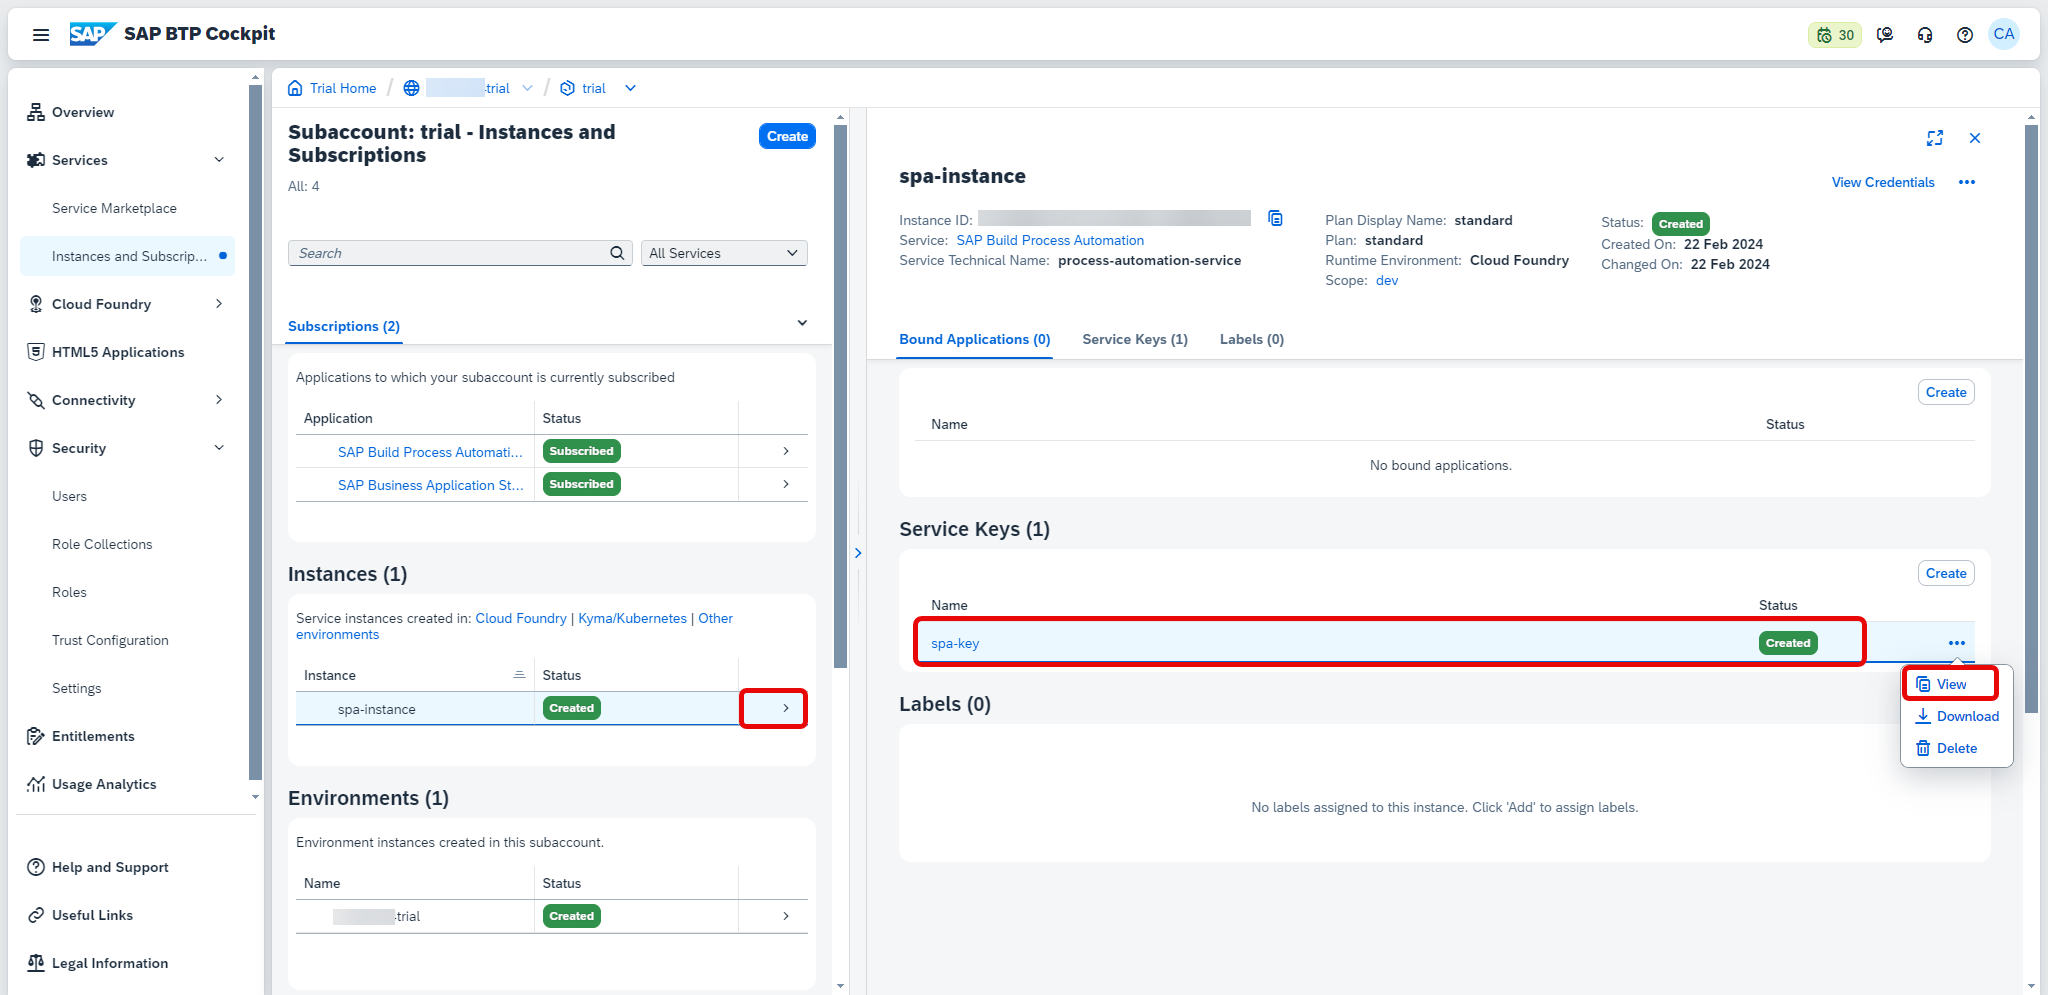 SAP SAP BTP Cockpit
30
CA
Overview
Services
Service Marketplace
Instances and Subscrip...
Cloud Foundry
HTML5 Applications
Connectivity
Security
Users
Role Collections
Roles
Trust Configuration
Settings
Entitlements
Usage Analytics
Help and Support
Useful Links
Legal Information
Trial Home / trial / trial
Subaccount: trial - Instances and
Subscriptions
Create
All: 4
Search
All Services
Subscriptions (2)
Applications to which your subaccount is currently subscribed
Application Status
SAP Build Process Automati... Subscribed
SAP Business Application St... Subscribed
Instances (1)
Service instances created in: Cloud Foundry | Kyma/Kubernetes | Other
environments
Instance Status
spa-instance Created
Environments (1)
Environment instances created in this subaccount.
Name Status
-trial Created
spa-instance
View Credentials
Instance ID:
Service: SAP Build Process Automation
Service Technical Name: process-automation-service
Plan Display Name: standard
Plan: standard
Runtime Environment: Cloud Foundry
Scope: dev
Status: Created
Created On: 22 Feb 2024
Changed On: 22 Feb 2024
Bound Applications (0) Service Keys (1) Labels (0)
Create
Name Status
No bound applications.
Service Keys (1)
Create
Name Status
spa-key Created
View
Download
Delete
Labels (0)
No labels assigned to this instance. Click 'Add' to assign labels.